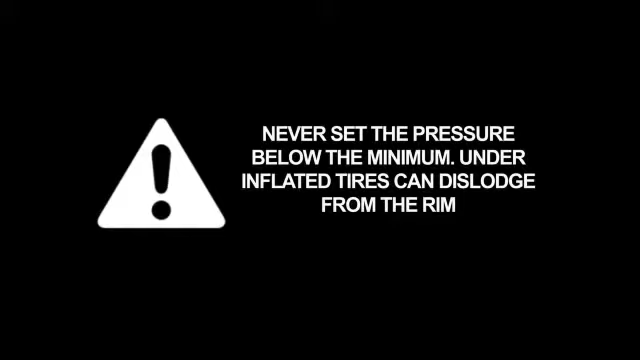 NEVER SET THE PRESSURE
BELOW THE MINIMUM. UNDER
INFLATED TIRES CAN DISLODGE
FROM THE RIM